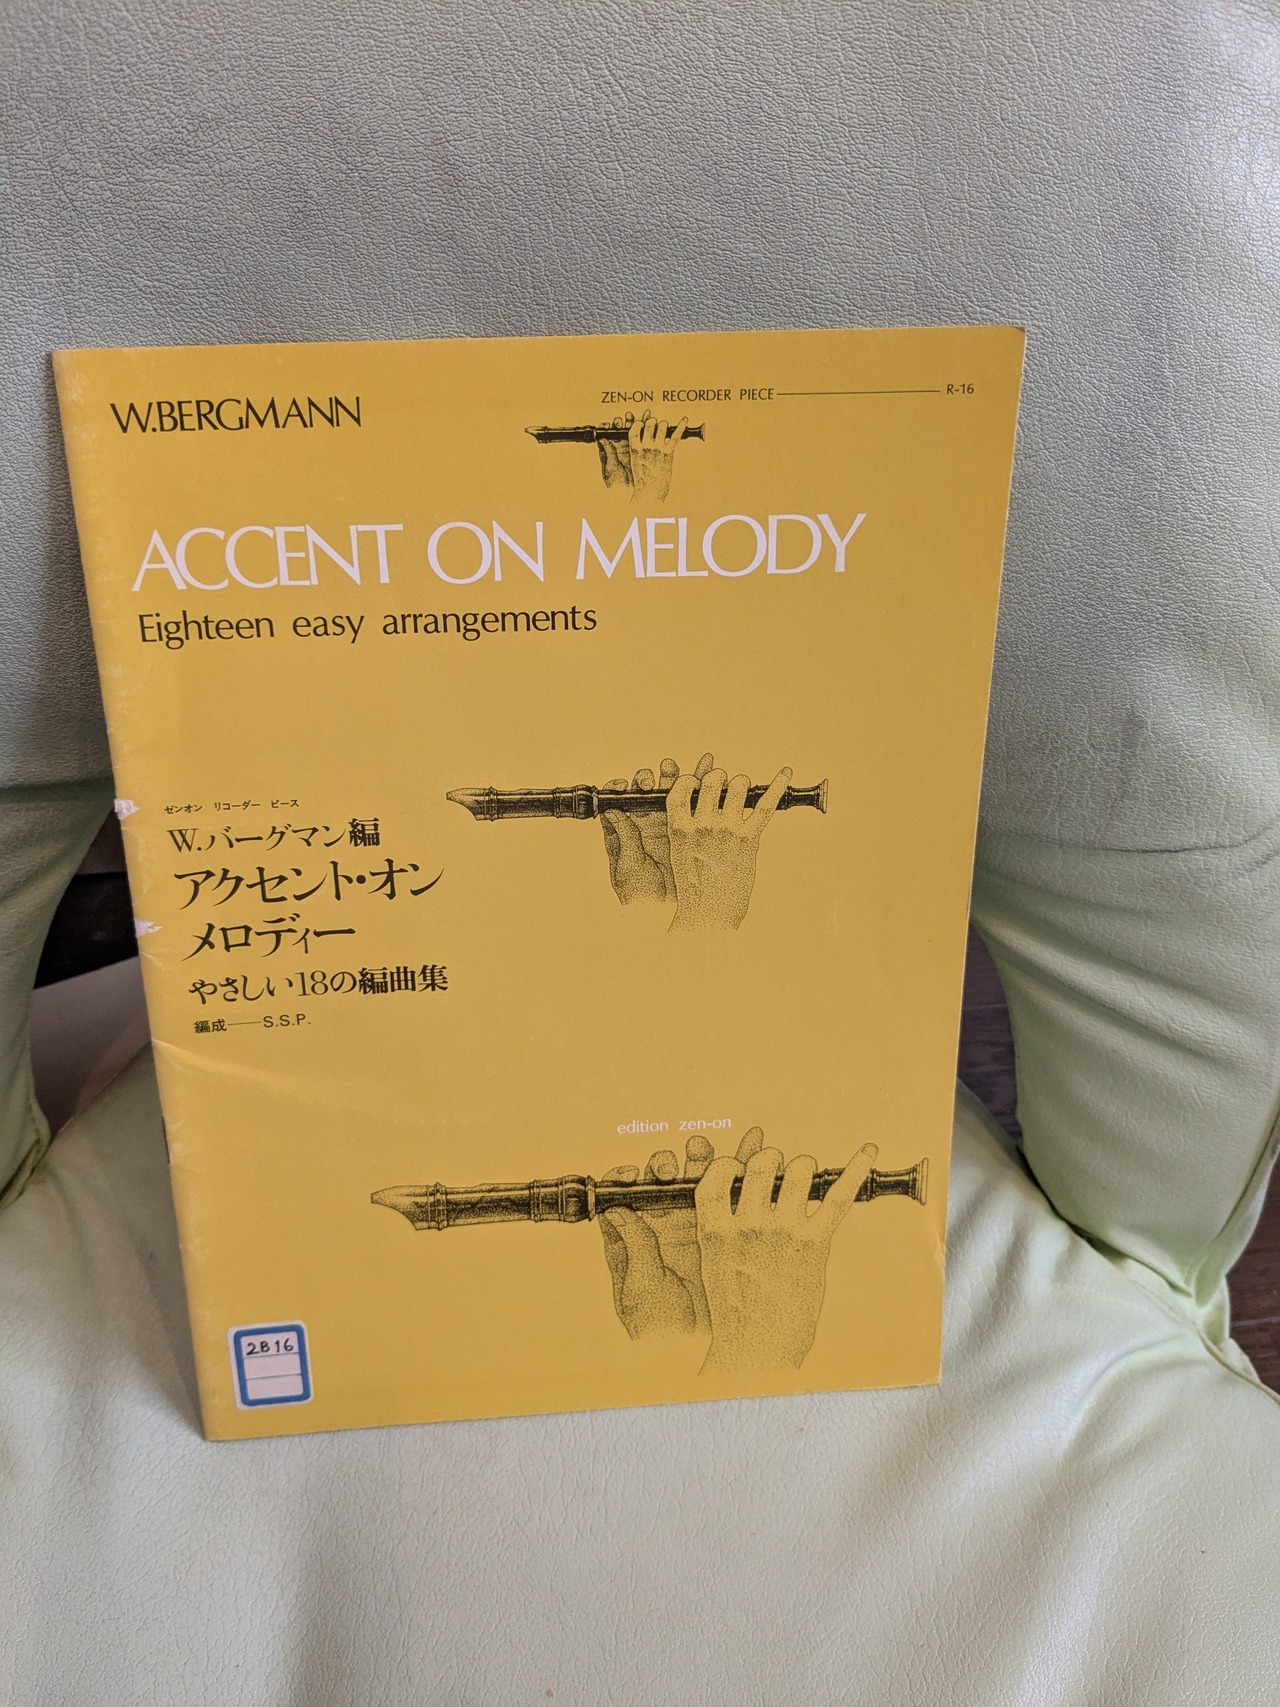 W.BERGMANN
ZEN-ON RECORDER PIECE R-16
ACCENT ON MELODY
Eighteen easy arrangements
ゼンオン リコーダー ピース
W.バーグマン編
アクセント・オン
メロディー
やさしい18の編曲集
編成——S.S.P.
edition zen-on
2B16